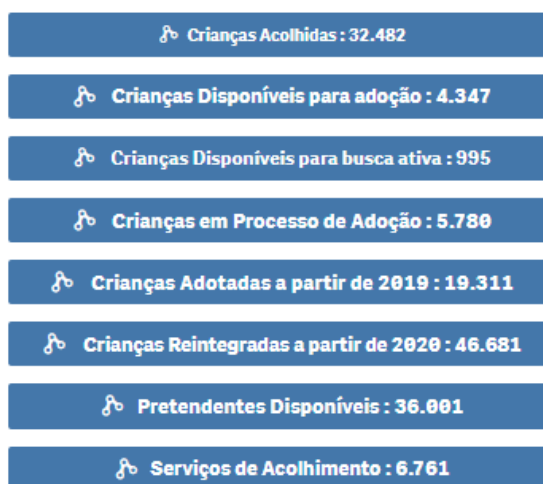 Crianças Acolhidas : 32.482
Crianças Disponíveis para adoção : 4.347
Crianças Disponíveis para busca ativa : 995
Crianças em Processo de Adoção : 5.780
Crianças Adotadas a partir de 2019 : 19.311
Crianças Reintegradas a partir de 2020 : 46.681
Pretendentes Disponíveis : 36.001
Serviços de Acolhimento : 6.761